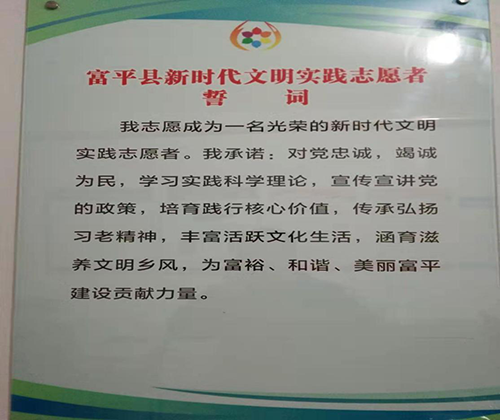 富平县新时代文明实践志愿者
誓 词
我志愿成为一名光荣的新时代文明
实践志愿者。我承诺：对党忠诚，竭诚
为民，学习实践科学理论，宣传宣讲党
的政策，培育践行核心价值，传承弘扬
习老精神，丰富活跃文化生活，涵育滋
养文明乡风，为富裕、和谐、美丽富平
建设贡献力量。